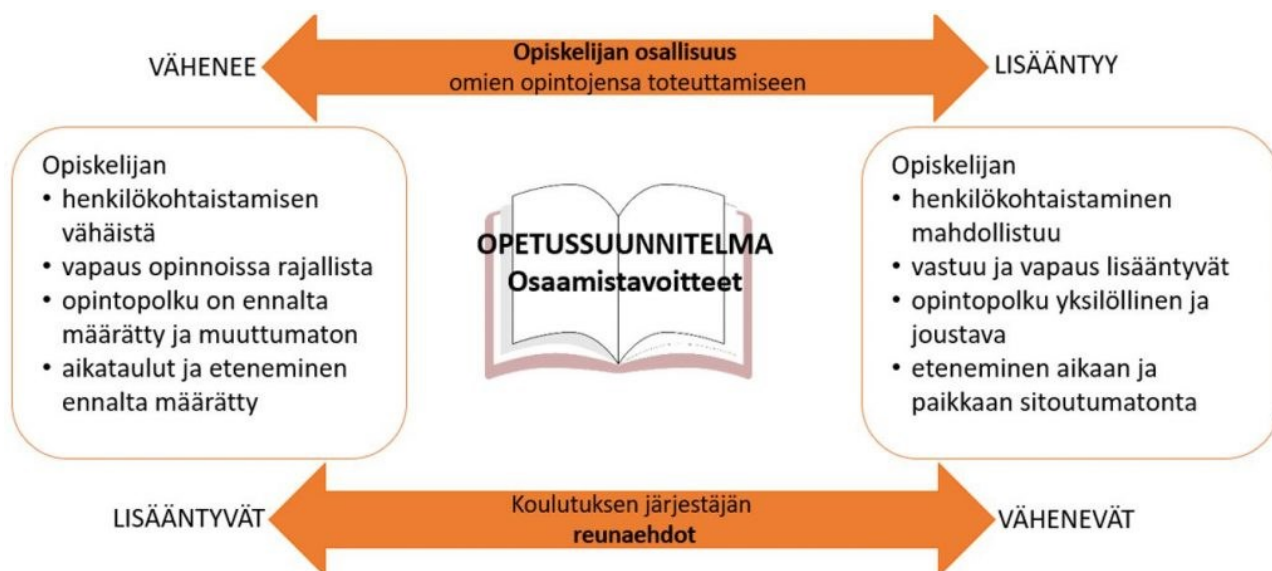 VÄHENEE
Opiskelijan osallisuus
omien opintojensa toteuttamiseen
LISÄÄNTYY
Opiskelijan
• henkilökohtaistamisen
vähäistä
• vapaus opinnoissa rajallista
• opintopolku on ennalta
määrätty ja muuttumaton
• aikataulut ja eteneminen
ennalta määrätty
OPETUSSUUNNITELMA
Osaamistavoitteet
Opiskelijan
• henkilökohtaistaminen
mahdollistuu
• vastuu ja vapaus lisääntyvät
• opintopolku yksilöllinen ja
joustava
• eteneminen aikaan ja
paikkaan sitoutumatonta
LISÄÄNTYVÄT
Koulutuksen järjestäjän
reunaehdot
VÄHENEVÄT